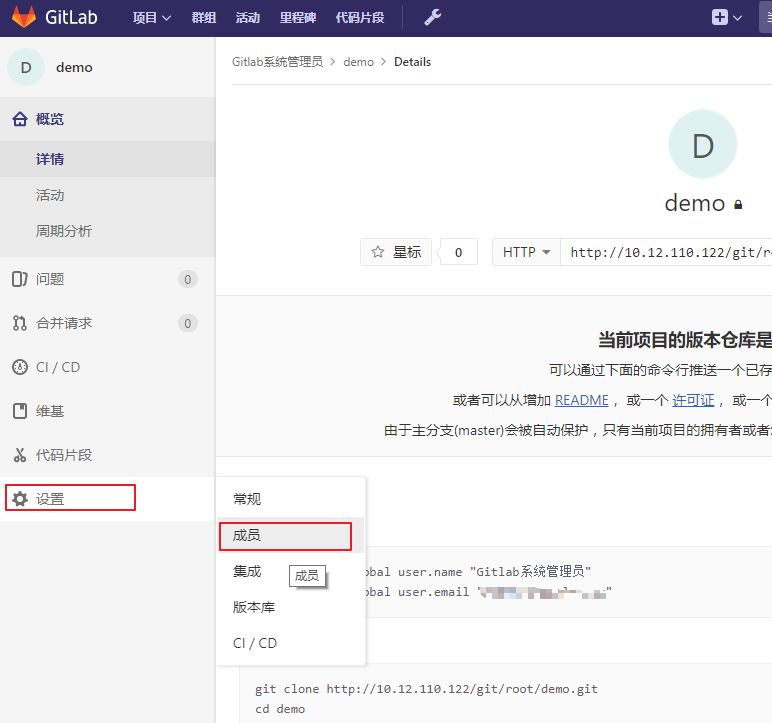 GitLab 项目 群组 活动 里程碑 代码片段
D demo
Gitlab系统管理员 > demo > Details
概览
详情
活动
周期分析
问题 0
合并请求 0
CI / CD
维基
代码片段
设置
D
demo
星标 0 HTTP http://10.12.110.122/git/r
当前项目的版本仓库是
可以通过下面的命令行推送一个已存
或者可以从增加 README ，或一个 许可证 ，或一个
由于主分支(master)会被自动保护，只有当前项目的拥有者或者
常规
成员
集成
成员
版本库
CI / CD
obal user.name "Gitlab系统管理员"
obal user.email "
git clone http://10.12.110.122/git/root/demo.git
cd demo